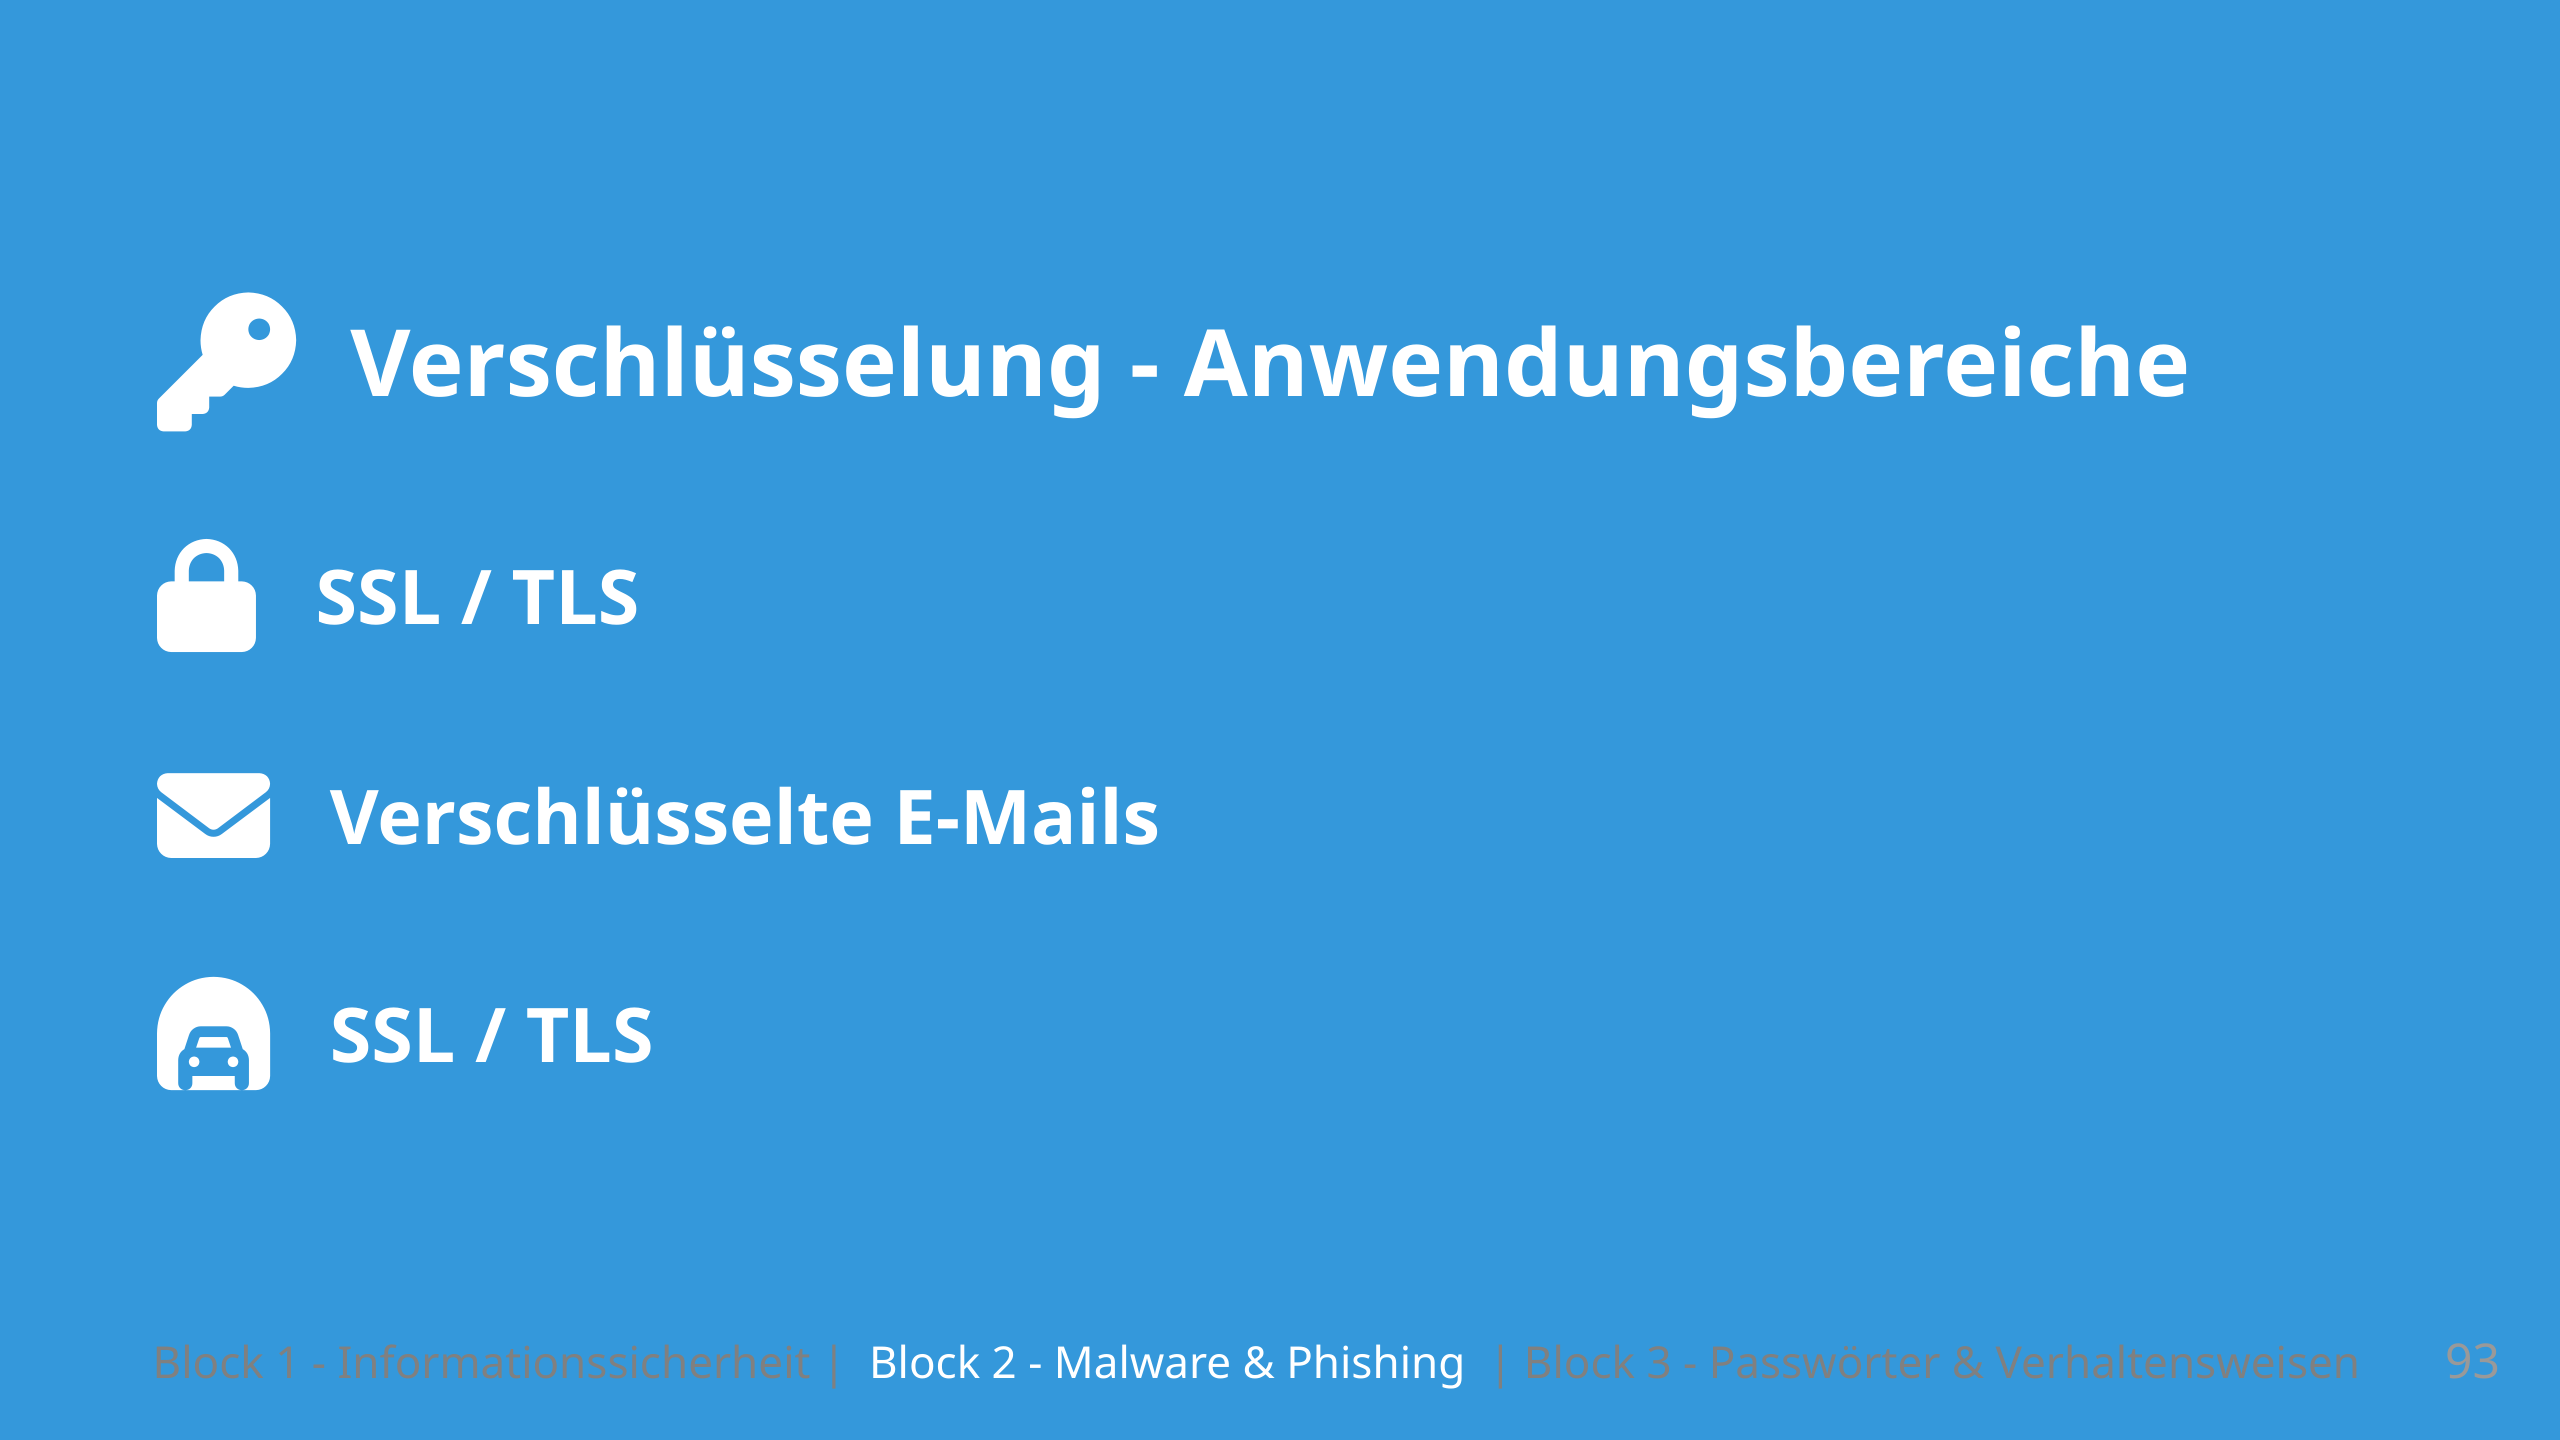 Verschlüsselung - Anwendungsbereiche
SSL / TLS
Verschlüsselte E-Mails
SSL / TLS
Block 1 - Informationssicherheit | Block 2 - Malware & Phishing | Block 3 - Passwörter & Verhaltensweisen 93